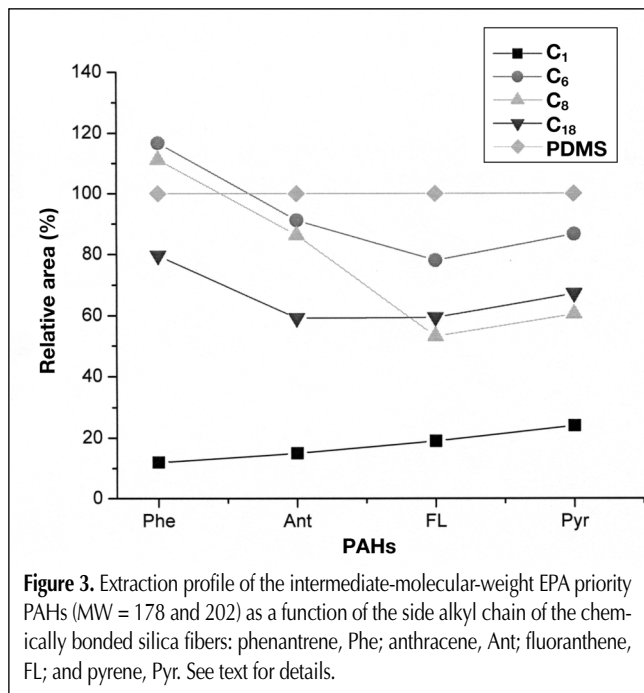 C₁
C₆
C₈
C₁₈
PDMS
140
120
100
80
60
40
20
0
Relative area (%)
Phe Ant FL Pyr
PAHs
Figure 3. Extraction profile of the intermediate-molecular-weight EPA priority
PAHs (MW = 178 and 202) as a function of the side alkyl chain of the chem-
ically bonded silica fibers: phenantrene, Phe; anthracene, Ant; fluoranthene,
FL; and pyrene, Pyr. See text for details.